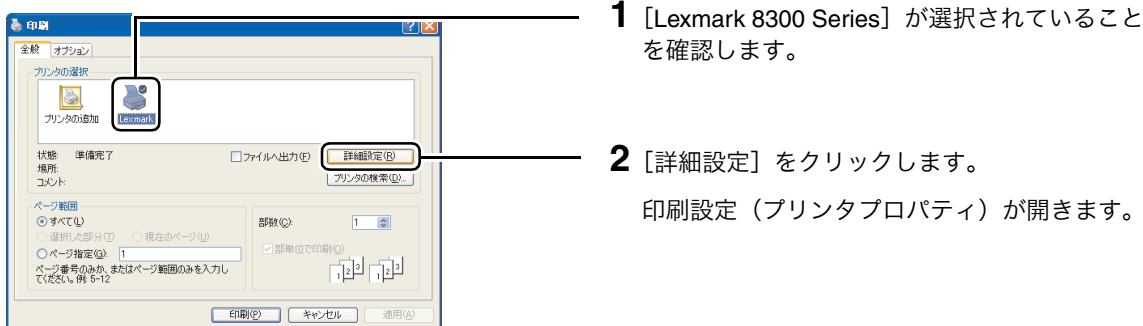 印刷
全般 オプション
プリンタの選択
プリンタの追加
Lexmark
状態: 準備完了
場所:
コメント:
ファイルへ出力(F)
詳細設定(R)
プリンタの検索(D)...
ページ範囲
すべて(L)
選択した部分(T) 現在のページ(U)
ページ指定(G): 1
ページ番号のみか、またはページ範囲のみを入力し
てください。例 5-12
部数(C): 1
部単位で印刷(O)
1 2 3 1 2 3
印刷(P) キャンセル 適用(A)
1 [Lexmark 8300 Series] が選択されていること
を確認します。
2 [詳細設定] をクリックします。
印刷設定（プリンタプロパティ）が開きます。